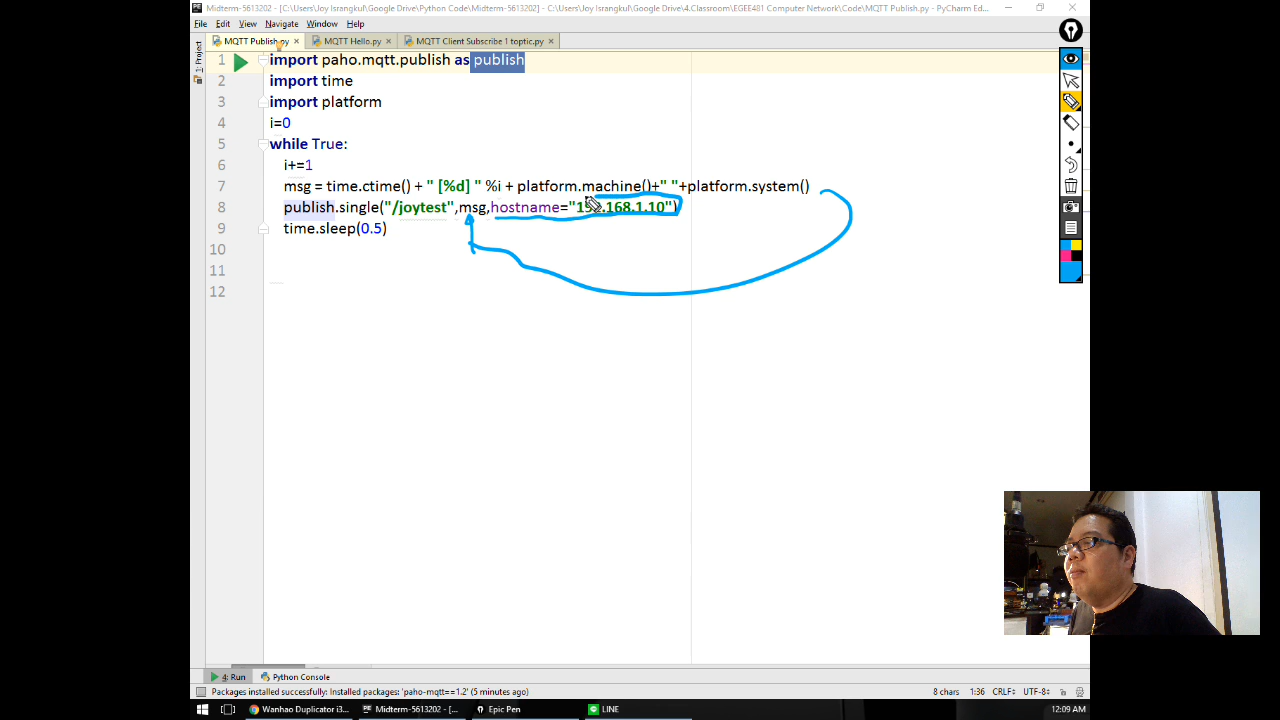 Midterm-5613202 - [C:\Users\Joy Israngkul\Google Drive\Python Code\Midterm-5613202] - C:\Users\Joy Israngkul\Google Drive\4.Classroom\EGEE401 Computer Network\Code\MQTT Publish.py - PyCharm Ed...
File Edit View Navigate Window Help
MQTT Publish.py MQTT Hello.py MQTT Client Subscribe 1 toptic.py
1: Project
1 import paho.mqtt.publish as publish
2 import time
3 import platform
4 i=0
5 while True:
6 i+=1
7 msg = time.ctime() + " [%d] " %i + platform.machine()+" "+platform.system()
8 publish.single("/joytest",msg,hostname="192.168.1.10")
9 time.sleep(0.5)
10
11
12
4: Run Python Console
Packages installed successfully: Installed packages: 'paho-mqtt==1.2' (5 minutes ago) 8 chars 1:36 CRLF UTF-8
Wanhao Duplicator i3... Midterm-5613202 - [... Epic Pen LINE 12:09 AM